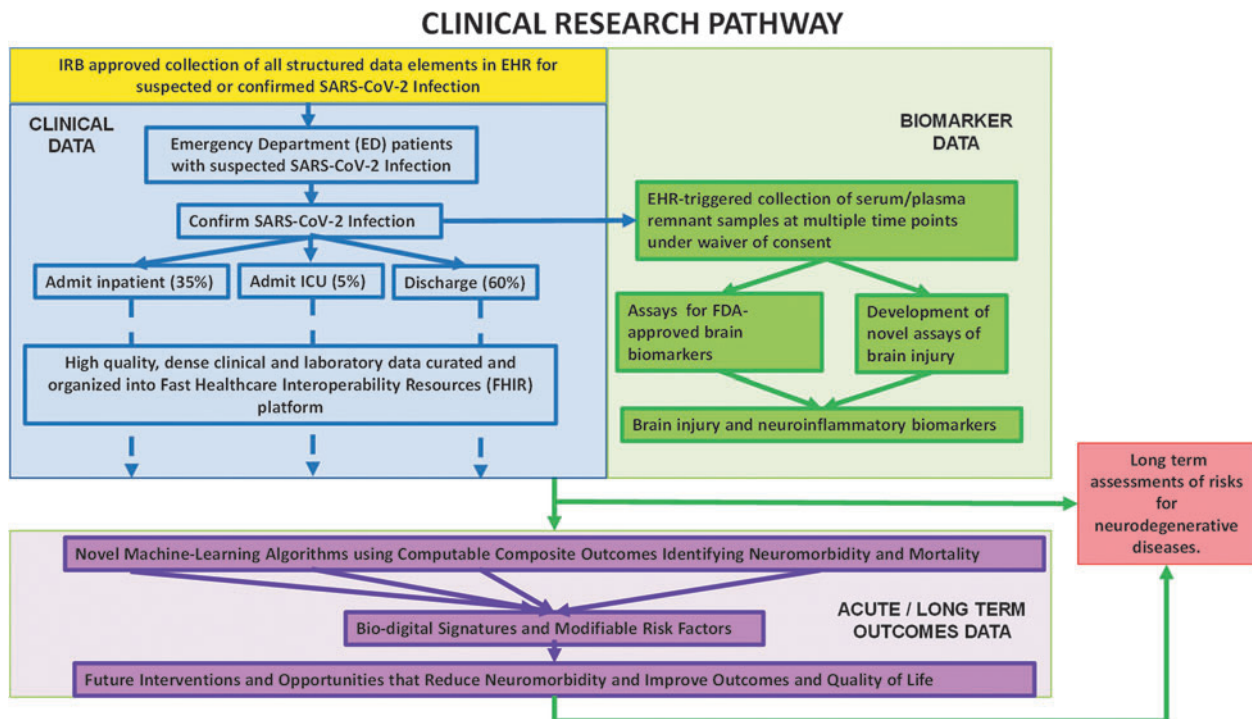 CLINICAL RESEARCH PATHWAY
IRB approved collection of all structured data elements in EHR for
suspected or confirmed SARS-CoV-2 Infection
CLINICAL
DATA
Emergency Department (ED) patients
with suspected SARS-CoV-2 Infection
Confirm SARS-CoV-2 Infection
Admit inpatient (35%)
Admit ICU (5%)
Discharge (60%)
High quality, dense clinical and laboratory data curated and
organized into Fast Healthcare Interoperability Resources (FHIR)
platform
BIOMARKER
DATA
EHR-triggered collection of serum/plasma
remnant samples at multiple time points
under waiver of consent
Assays for FDA-
approved brain
biomarkers
Development of
novel assays of
brain injury
Brain injury and neuroinflammatory biomarkers
Long term
assessments of risks
for
neurodegenerative
diseases.
Novel Machine-Learning Algorithms using Computable Composite Outcomes Identifying Neuromorbidity and Mortality
Bio-digital Signatures and Modifiable Risk Factors
ACUTE / LONG TERM
OUTCOMES DATA
Future Interventions and Opportunities that Reduce Neuromorbidity and Improve Outcomes and Quality of Life